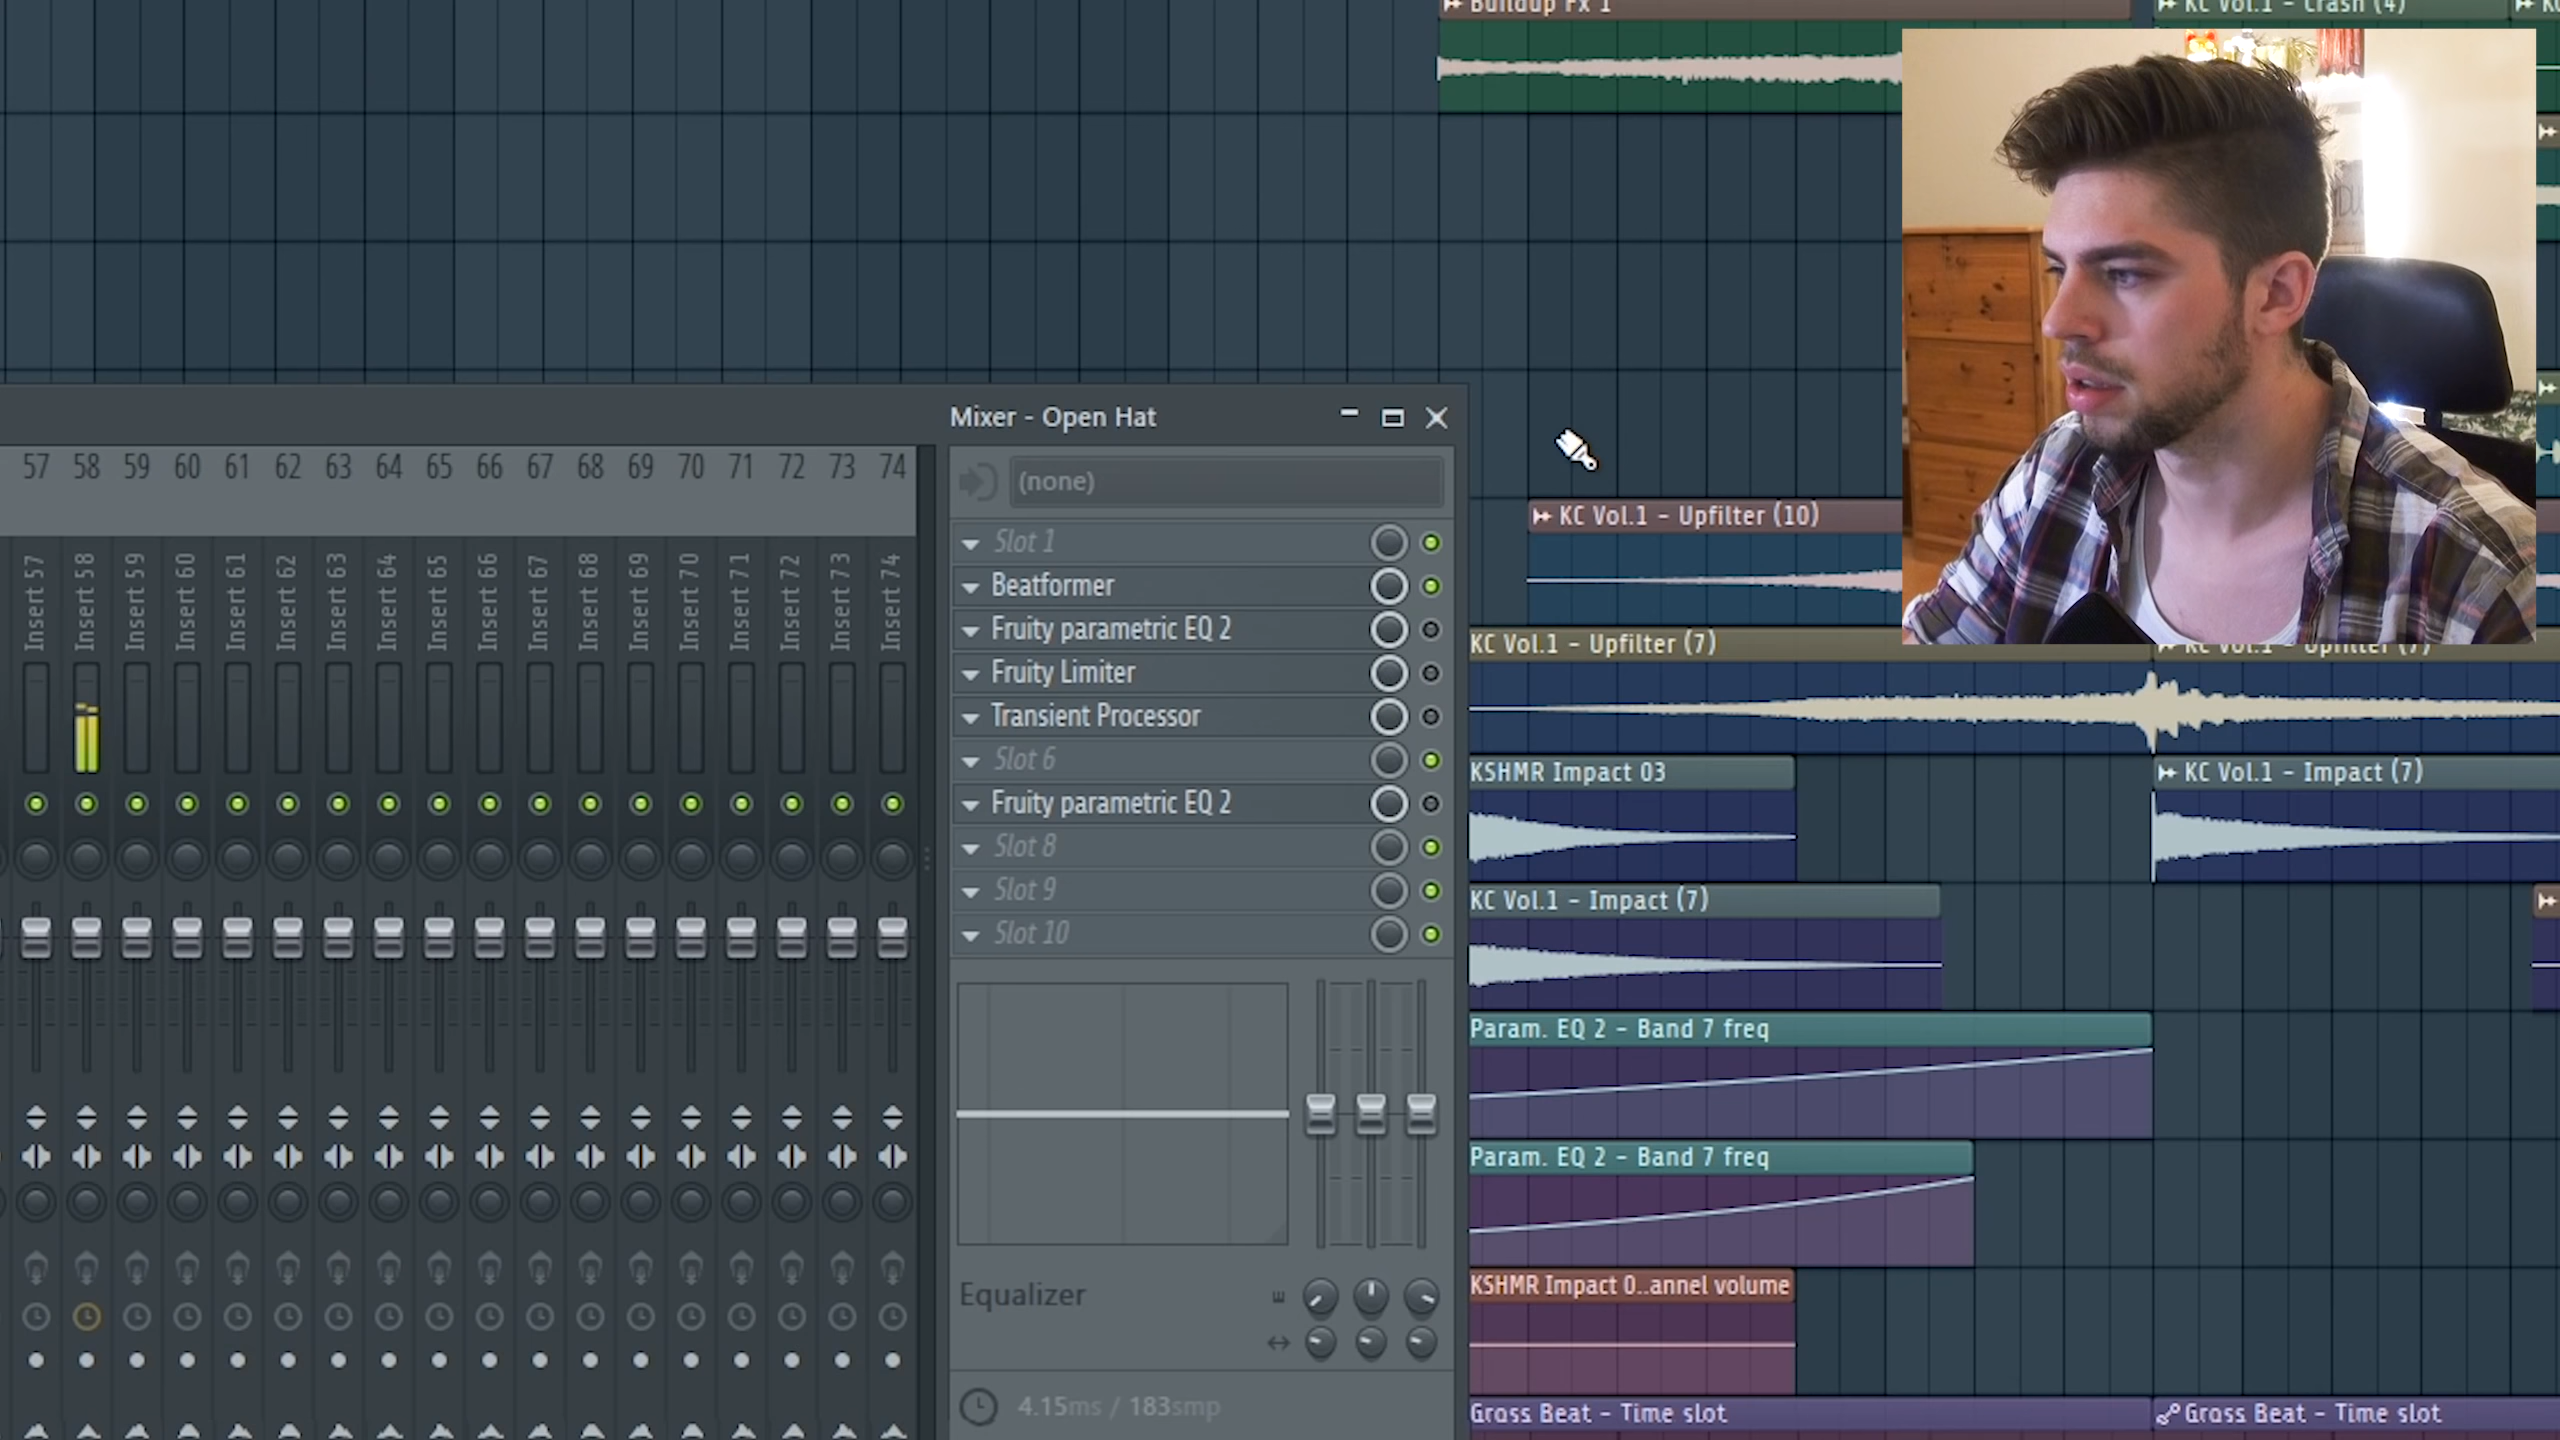 Buildup Fx 1
KC Vol.1 - Crash (4)
Mixer - Open Hat
57 58 59 60 61 62 63 64 65 66 67 68 69 70 71 72 73 74
(none)
KC Vol.1 - Upfilter (10)
Slot 1
Insert 57
Insert 58
Insert 59
Insert 60
Insert 61
Insert 62
Insert 63
Insert 64
Insert 65
Insert 66
Insert 67
Insert 68
Insert 69
Insert 70
Insert 71
Insert 72
Insert 73
Insert 74
Beatformer
Fruity parametric EQ 2
Fruity Limiter
Transient Processor
Slot 6
Fruity parametric EQ 2
Slot 8
Slot 9
Slot 10
KC Vol.1 - Upfilter (7)
KC Vol.1 - Upfilter (7)
KSHMR Impact 03
KC Vol.1 - Impact (7)
KC Vol.1 - Impact (7)
Param. EQ 2 - Band 7 freq
Param. EQ 2 - Band 7 freq
Equalizer
KSHMR Impact 0..annel volume
4.15ms / 183smp
Gross Beat - Time slot
Gross Beat - Time slot